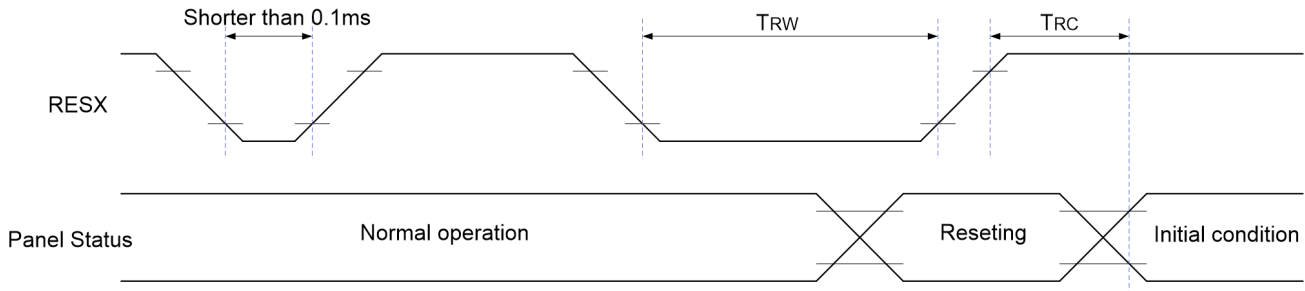 Shorter than 0.1ms
TRW
TRC
RESX
Panel Status
Normal operation
Reseting
Initial condition